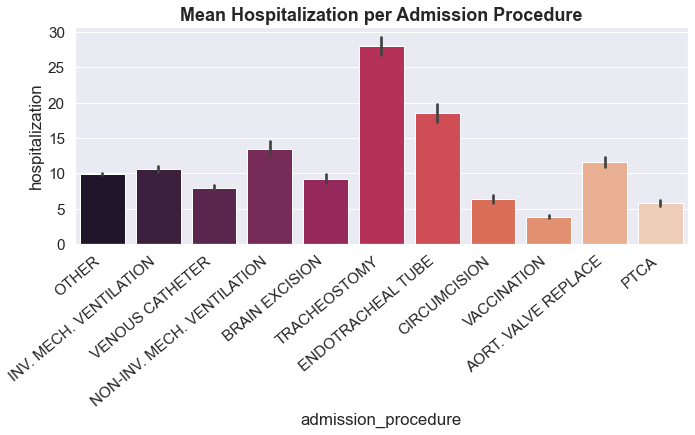 Mean Hospitalization per Admission Procedure
hospitalization
30
25
20
15
10
5
0
OTHER
INV. MECH. VENTILATION
VENOUS CATHETER
NON-INV. MECH. VENTILATION
BRAIN EXCISION
TRACHEOSTOMY
ENDOTRACHEAL TUBE
CIRCUMCISION
VACCINATION
AORT. VALVE REPLACE
PTCA
admission_procedure